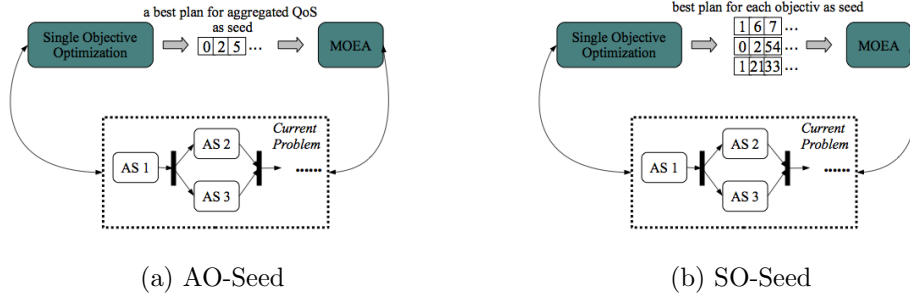 a best plan for aggregated QoS
as seed
Single Objective
Optimization
0 2 5 ...
MOEA
Current
Problem
AS 1
AS 2
AS 3
......
(a) AO-Seed
best plan for each objectiv as seed
Single Objective
Optimization
1 6 7 ...
0 2 54 ...
1 21 33 ...
MOEA
Current
Problem
AS 1
AS 2
AS 3
......
(b) SO-Seed